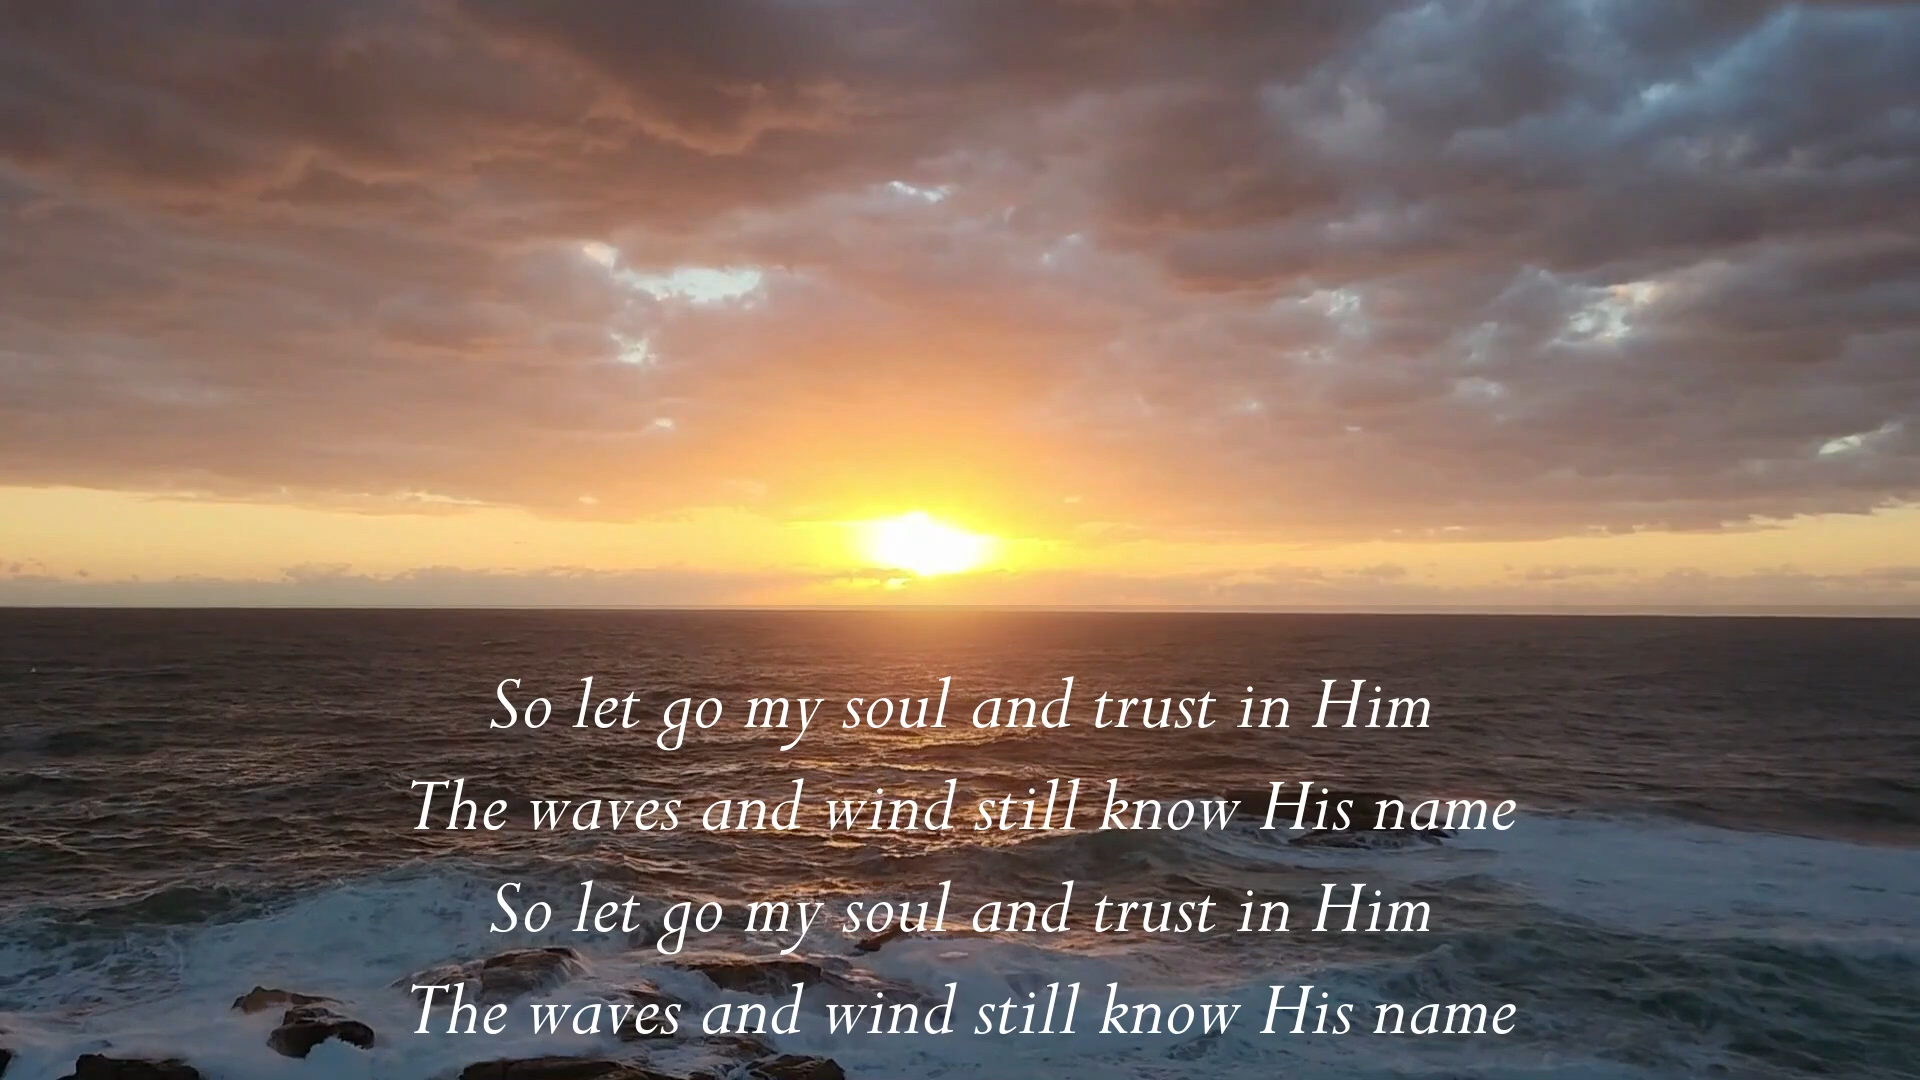 So let go my soul and trust in Him
The waves and wind still know His name
So let go my soul and trust in Him
The waves and wind still know His name